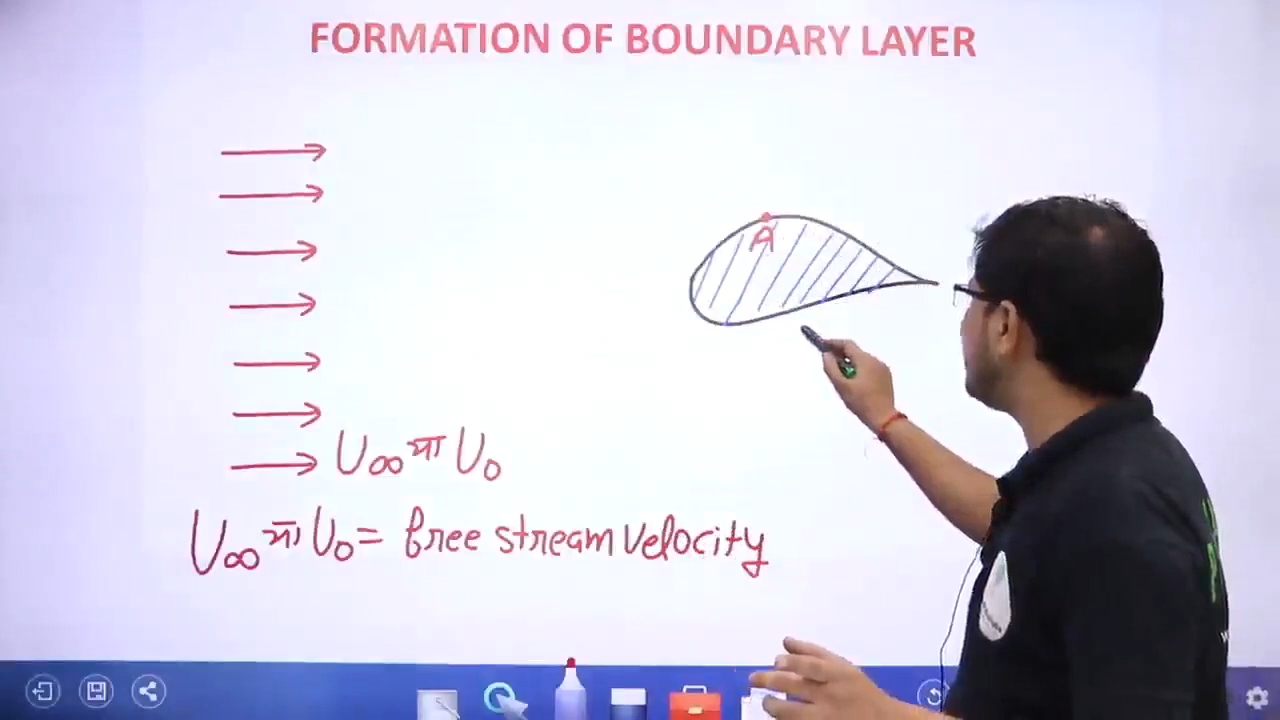 FORMATION OF BOUNDARY LAYER
A
U∞ या U₀
U∞ या U₀ = free stream velocity